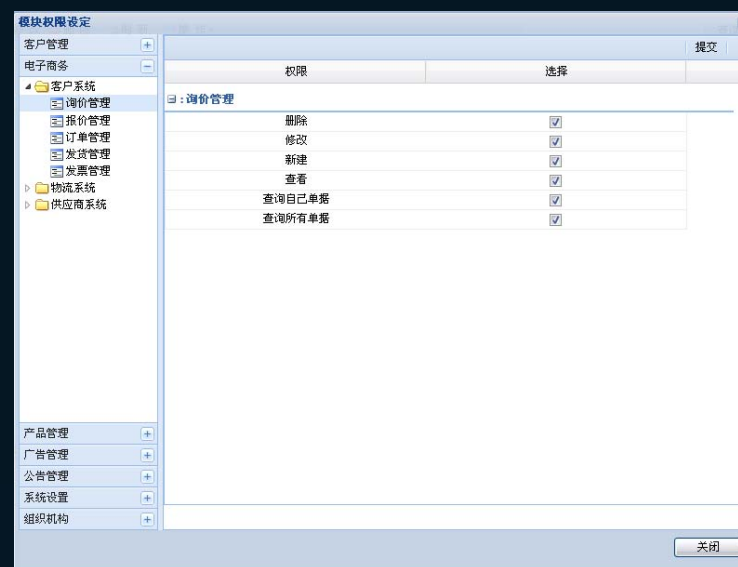 模块权限设定
客户管理
提交
电子商务
权限 选择
客户系统
询价管理
报价管理
订单管理
发货管理
发票管理
物流系统
供应商系统
:询价管理
删除
修改
新建
查看
查询自己单据
查询所有单据
产品管理
广告管理
公告管理
系统设置
组织机构
关闭